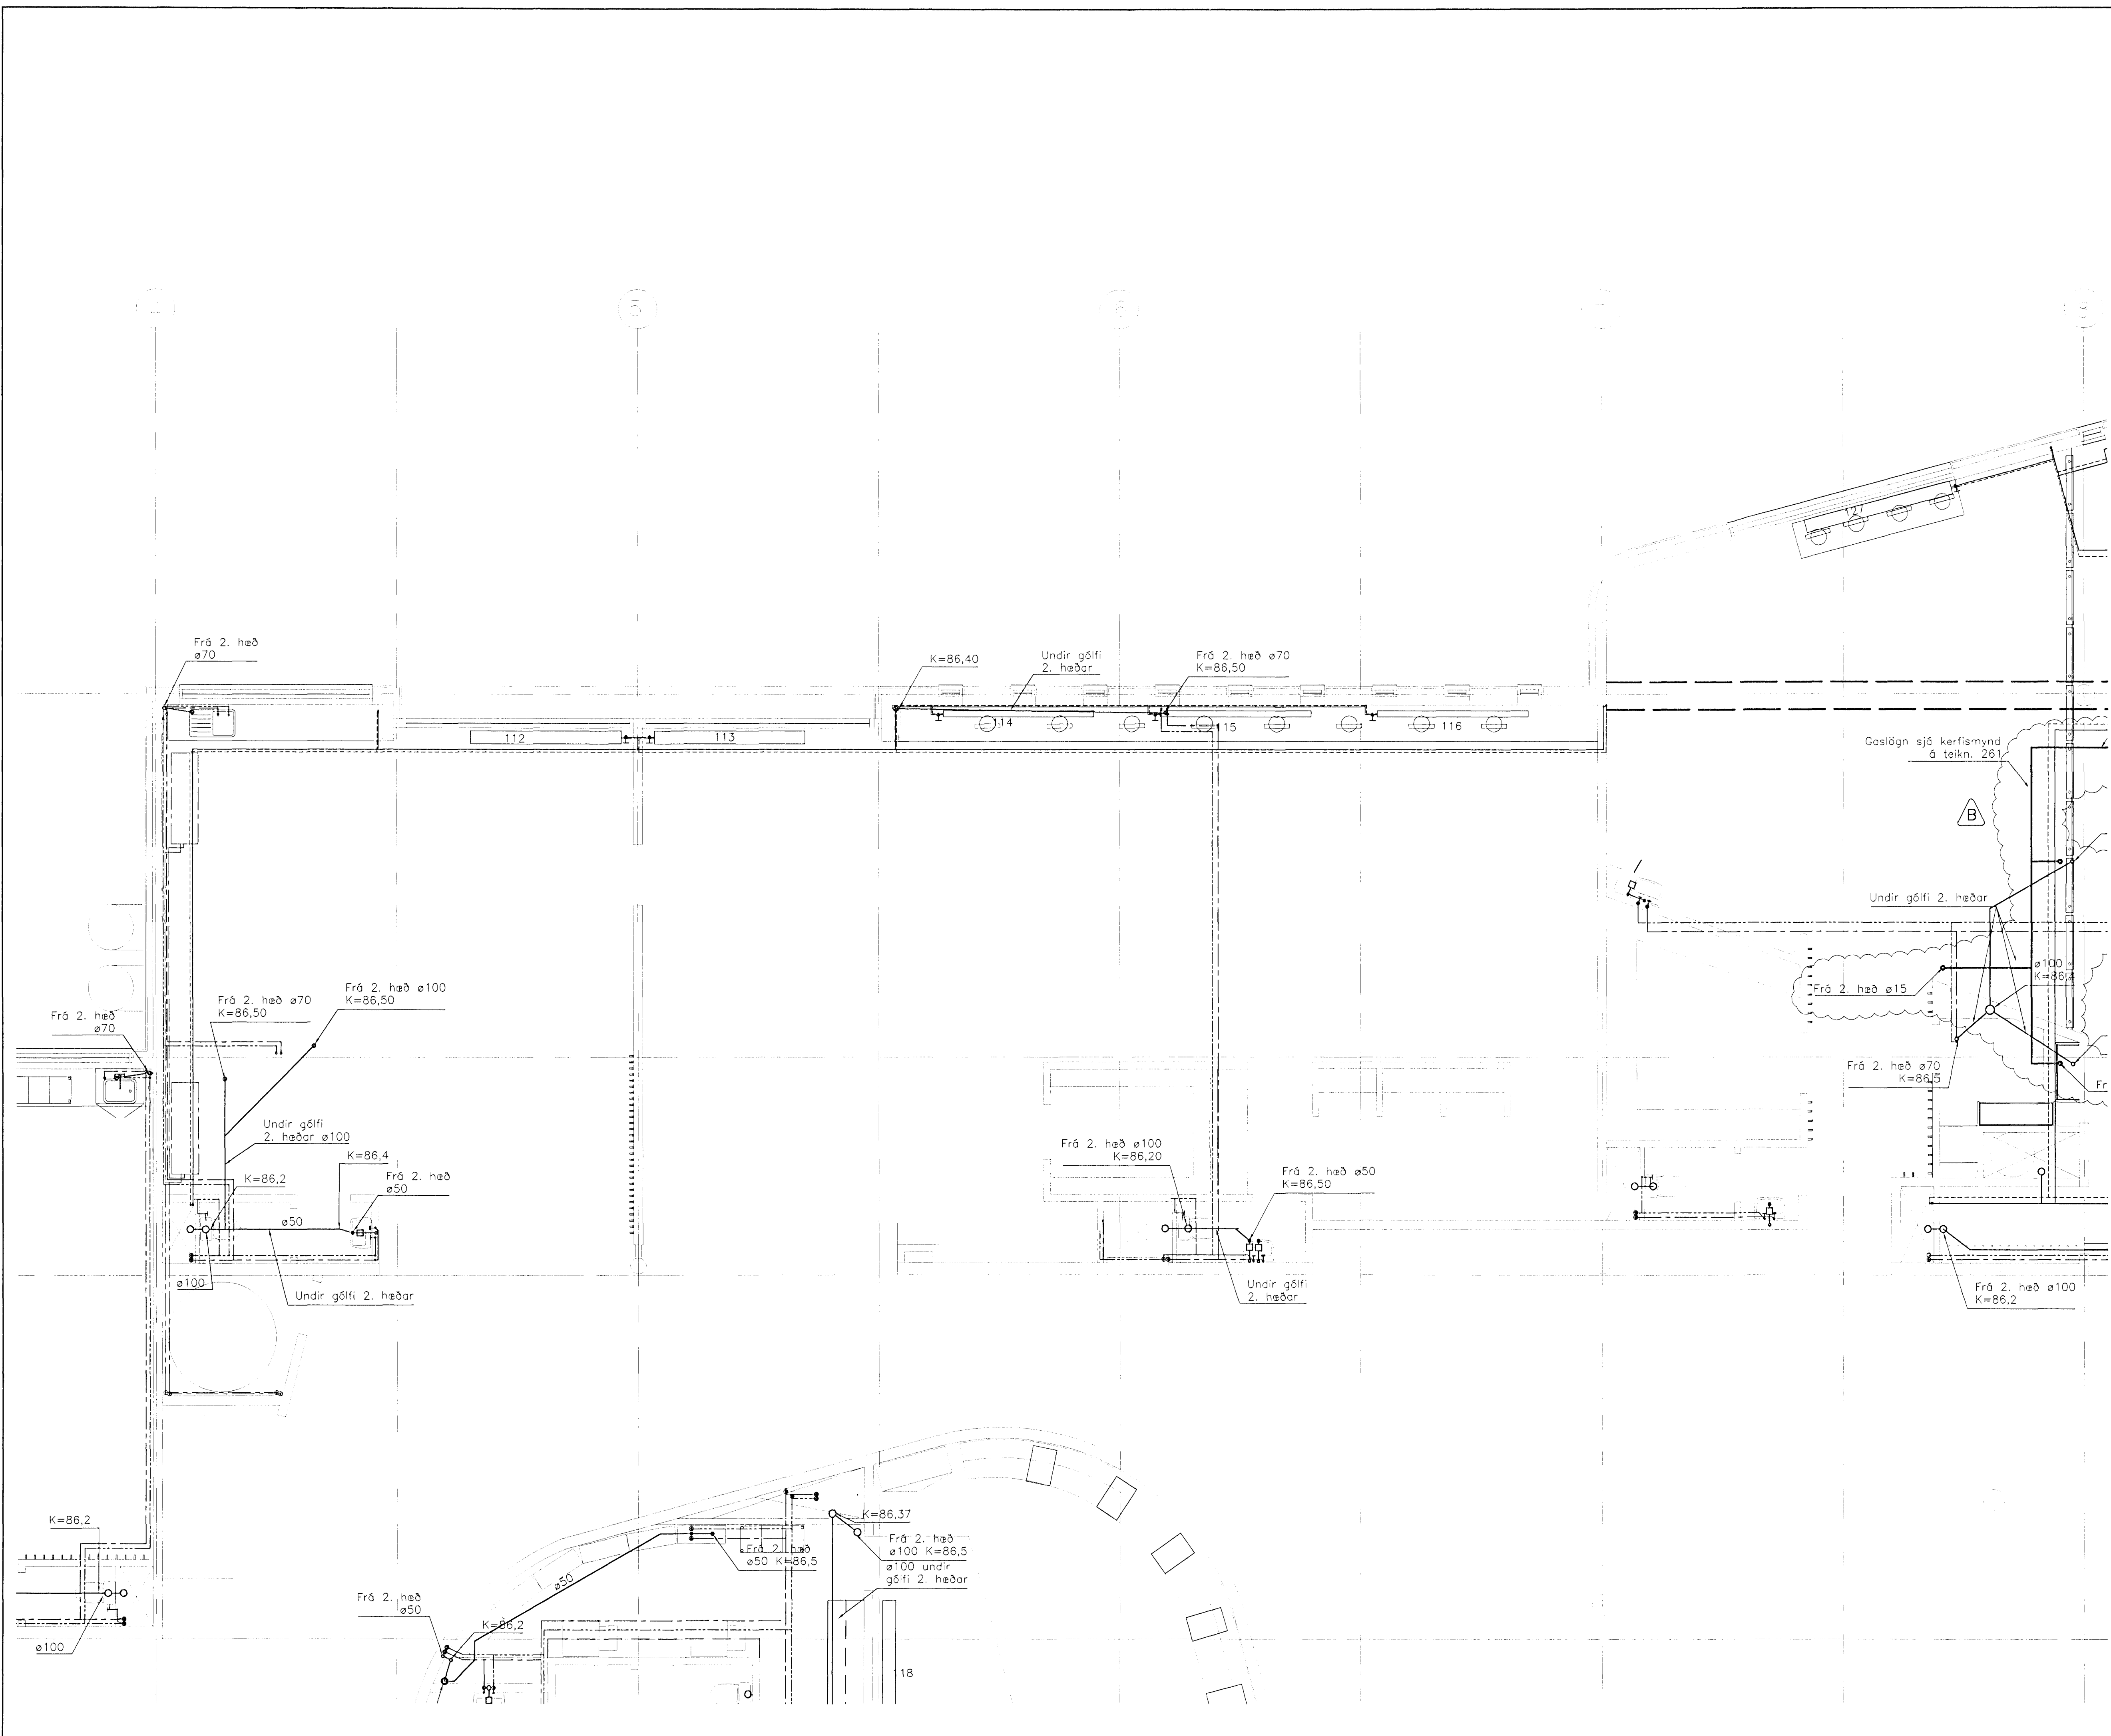 5
Frá 2. hæð
ø70
K=86,40
Undir gólfi
2. hæðar
Frá 2. hæð ø70
K=86,50
112
113
114
115
116
127
Gaslögn sjá kerfismynd
á teikn. 261
B
Undir gólfi 2. hæðar
ø100
Frá 2. hæð ø15
Frá 2. hæð ø70
K=86,5
Fr
Frá 2. hæð ø70
K=86,50
Frá 2. hæð ø100
K=86,50
Frá 2. hæð
ø70
Undir gólfi
2. hæðar ø100
K=86,4
K=86,2
Frá 2. hæð
ø50
ø50
ø100
Undir gólfi 2. hæðar
Frá 2. hæð ø100
K=86,20
Frá 2. hæð ø50
K=86,50
Undir gólfi
2. hæðar
Frá 2. hæð ø100
K=86,2
K=86,2
ø100
K=86,37
Frá 2. hæð
ø100 K=86,5
ø100 undir
gólfi 2. hæðar
Frá 2. hæð
ø50 K=86,5
ø50
Frá 2. hæð
ø50
K=86,2
118